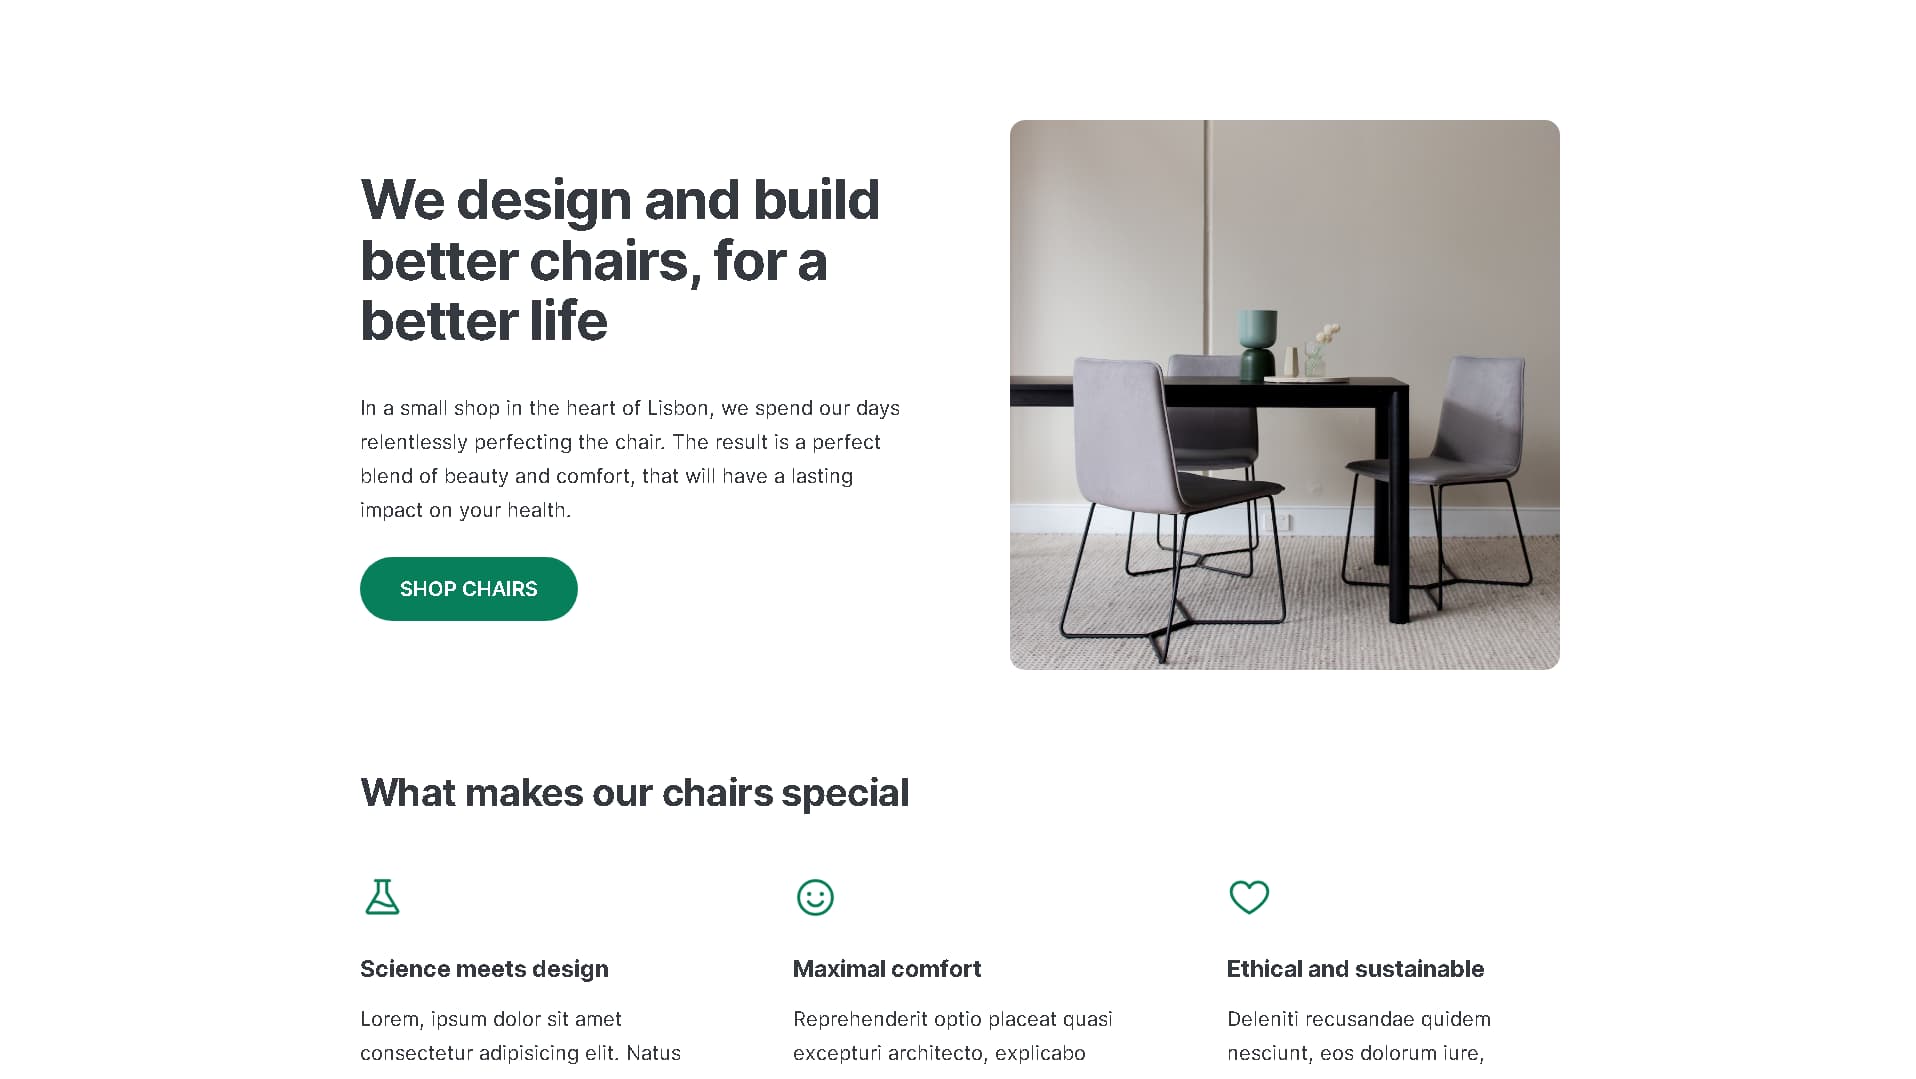 We design and build
better chairs, for a
better life
In a small shop in the heart of Lisbon, we spend our days
relentlessly perfecting the chair. The result is a perfect
blend of beauty and comfort, that will have a lasting
impact on your health.
SHOP CHAIRS
What makes our chairs special
Science meets design
Lorem, ipsum dolor sit amet
consectetur adipisicing elit. Natus
Maximal comfort
Reprehenderit optio placeat quasi
excepturi architecto, explicabo
Ethical and sustainable
Deleniti recusandae quidem
nesciunt, eos dolorum iure,